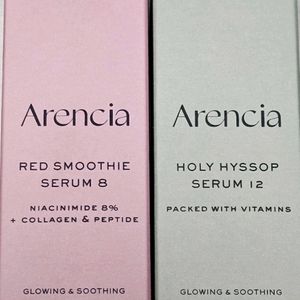 Arencia
RED SMOOTHIE
SERUM 8
NIACINIMIDE 8%
+ COLLAGEN & PEPTIDE
GLOWING & SOOTHING
Arencia
HOLY HYSSOP
SERUM 12
PACKED WITH VITAMINS
GLOWING & SOOTHING